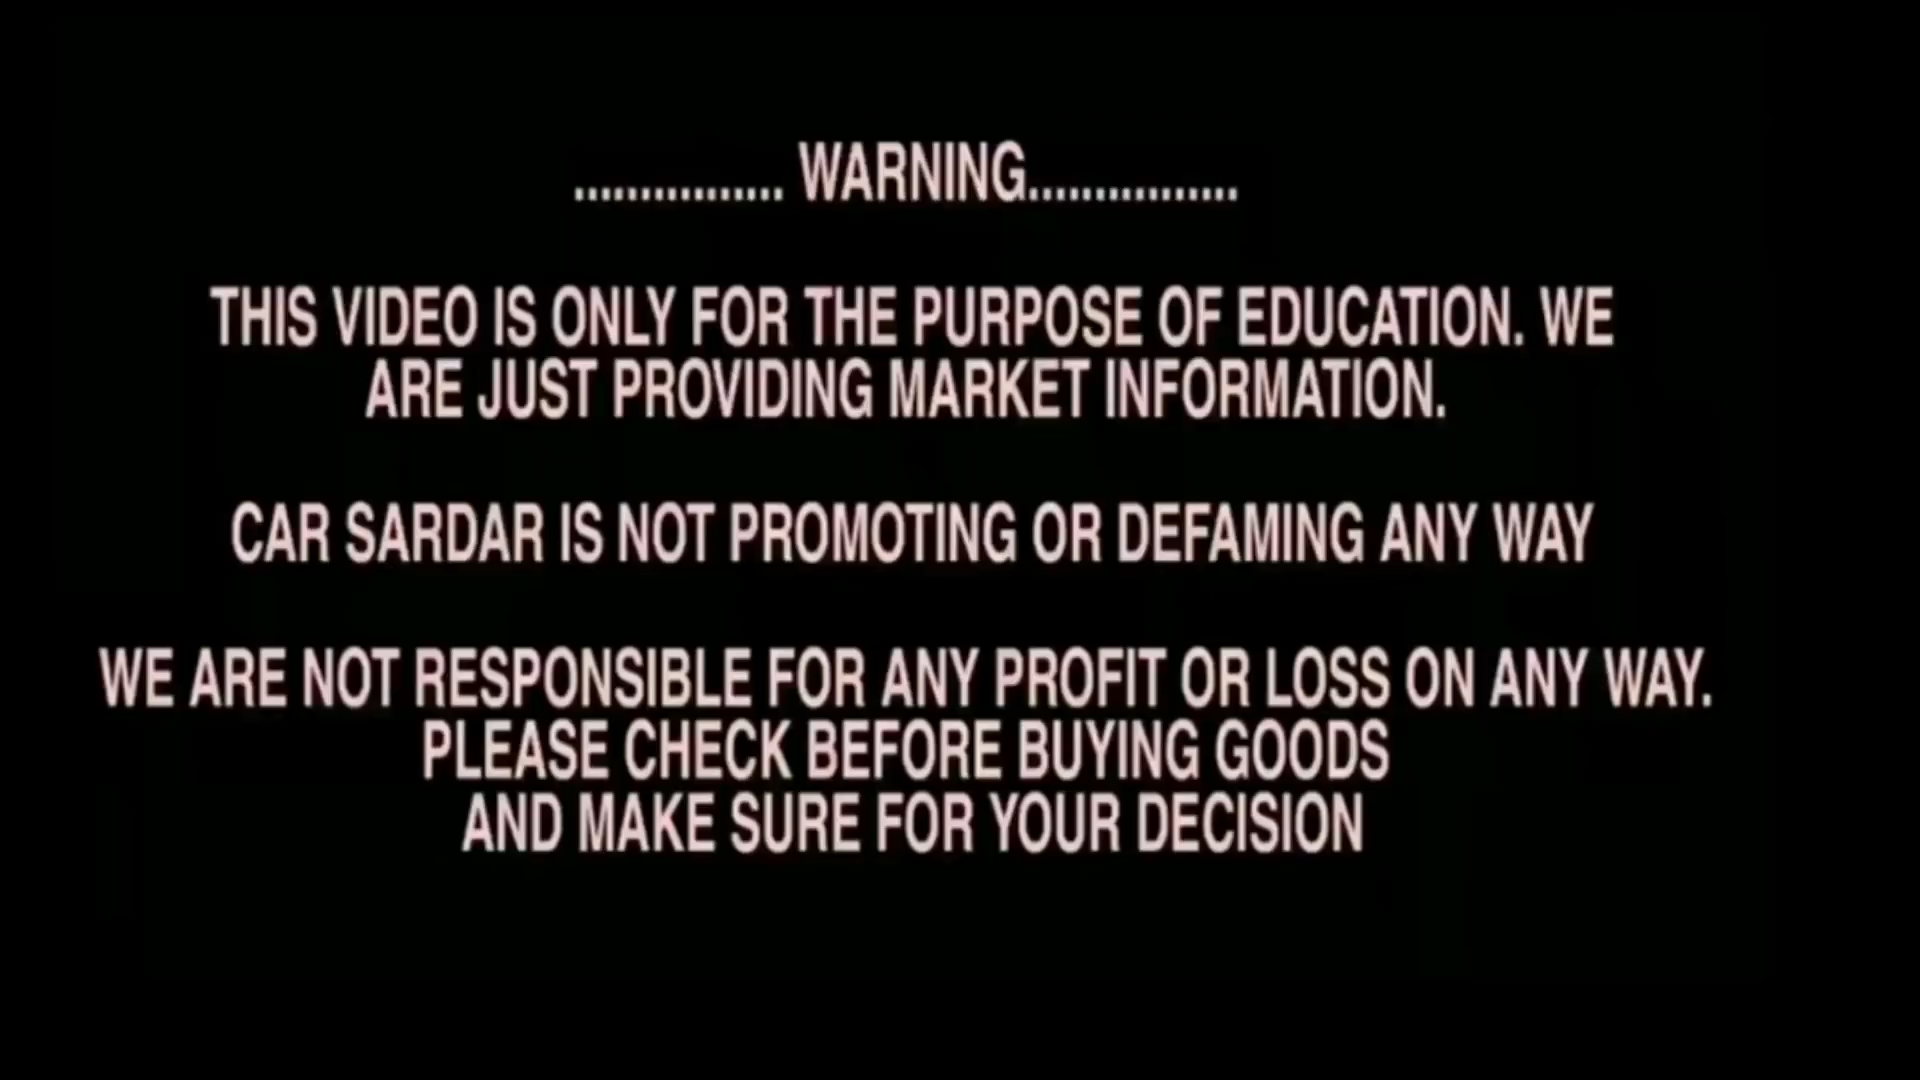 ................ WARNING................
THIS VIDEO IS ONLY FOR THE PURPOSE OF EDUCATION. WE
ARE JUST PROVIDING MARKET INFORMATION.
CAR SARDAR IS NOT PROMOTING OR DEFAMING ANY WAY
WE ARE NOT RESPONSIBLE FOR ANY PROFIT OR LOSS ON ANY WAY.
PLEASE CHECK BEFORE BUYING GOODS
AND MAKE SURE FOR YOUR DECISION